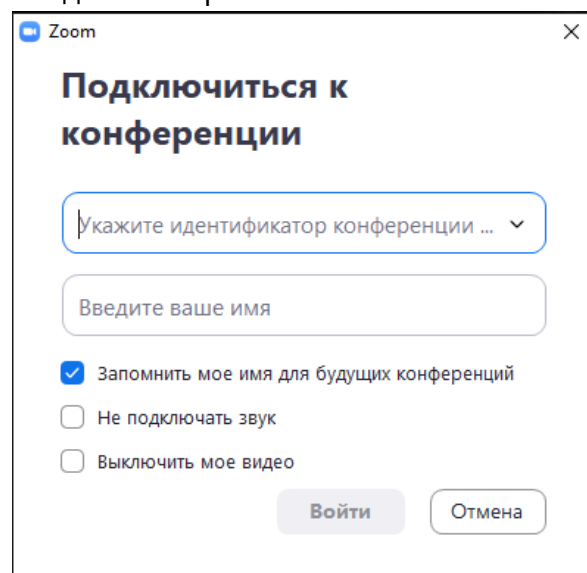 Zoom
Подключиться к
конференции
Укажите идентификатор конференции ...
Введите ваше имя
Запомнить мое имя для будущих конференций
Не подключать звук
Выключить мое видео
Войти Отмена